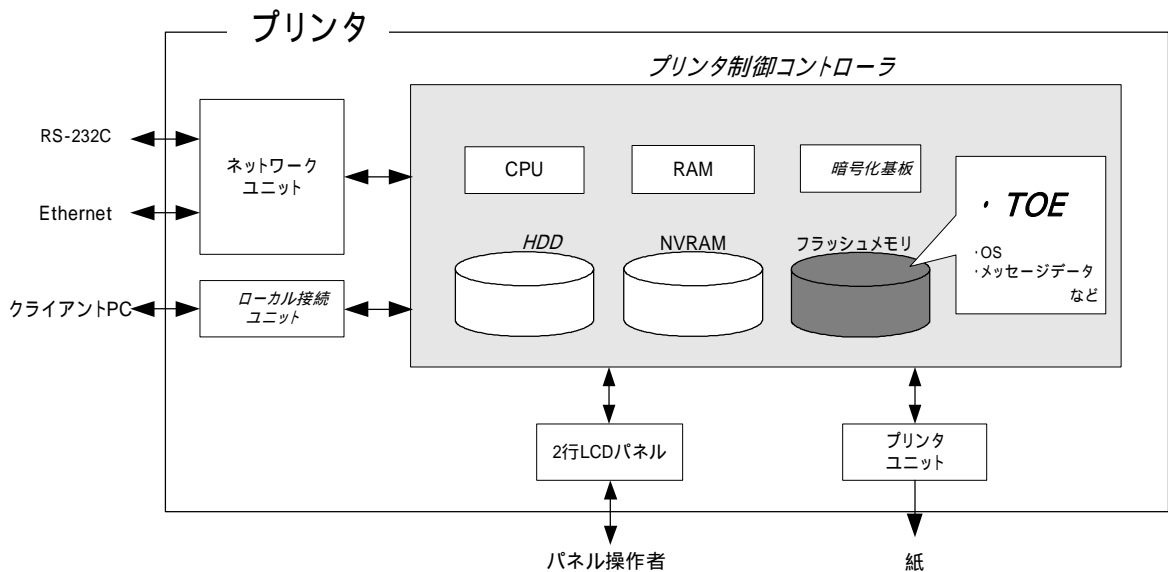 プリンタ
プリンタ制御コントローラ
RS-232C
Ethernet
ネットワーク
ユニット
CPU
RAM
暗号化基板
・TOE
・OS
・メッセージデータ
など
HDD
NVRAM
フラッシュメモリ
クライアントPC
ローカル接続
ユニット
2行LCDパネル
プリンタ
ユニット
パネル操作者
紙